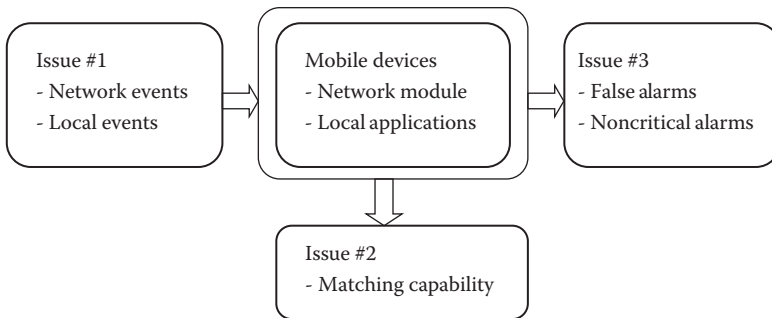 Issue #1
- Network events
- Local events
Mobile devices
- Network module
- Local applications
Issue #3
- False alarms
- Noncritical alarms
Issue #2
- Matching capability